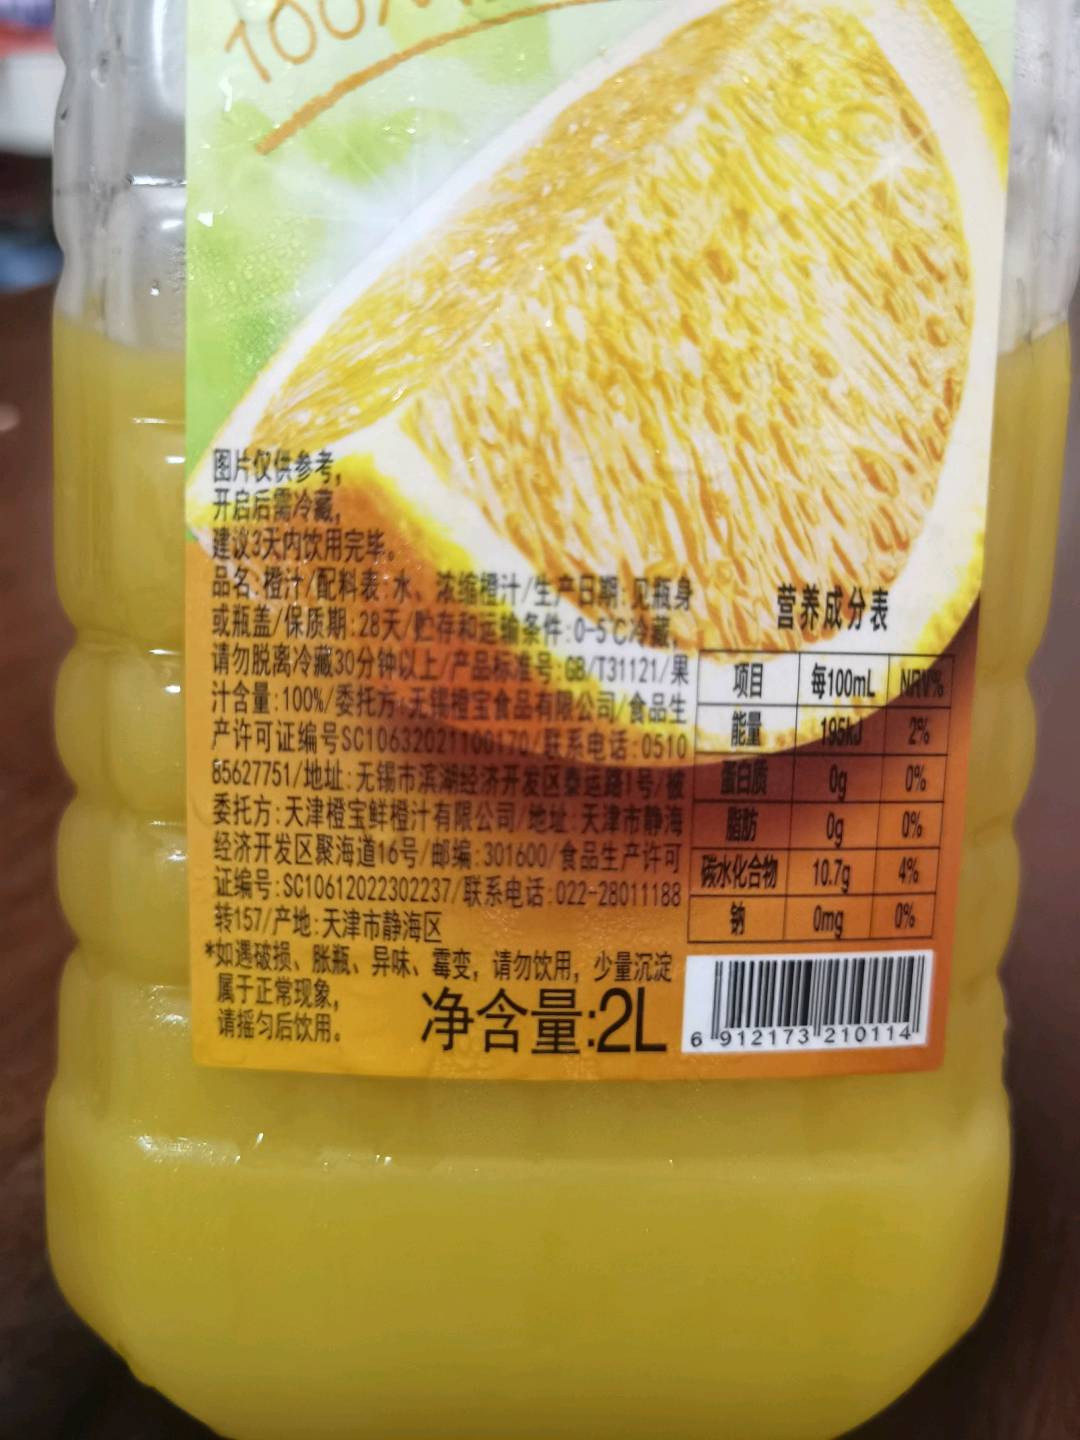 100%
图片仅供参考,
开启后需冷藏,
建议3天内饮用完毕。
品名:橙汁/配料表:水、浓缩橙汁/生产日期:见瓶身
或瓶盖/保质期:28天/贮存和运输条件:0-5℃冷藏,
请勿脱离冷藏30分钟以上/产品标准号:GB/T31121/果
汁含量:100%/委托方:无锡橙宝食品有限公司/食品生
产许可证编号SC10632021100170/联系电话:0510
85627751/地址:无锡市滨湖经济开发区泰运路1号/被
委托方:天津橙宝鲜橙汁有限公司/地址:天津市静海
经济开发区聚海道16号/邮编:301600/食品生产许可
证编号:SC10612022302237/联系电话:022-28011188
转157/产地:天津市静海区
*如遇破损、胀瓶、异味、霉变,请勿饮用,少量沉淀
属于正常现象,
请摇匀后饮用。
净含量:2L
营养成分表
项目 每100mL NRV%
能量 195kJ 2%
蛋白质 0g 0%
脂肪 0g 0%
碳水化合物 10.7g 4%
钠 0mg 0%
6 912173 210114